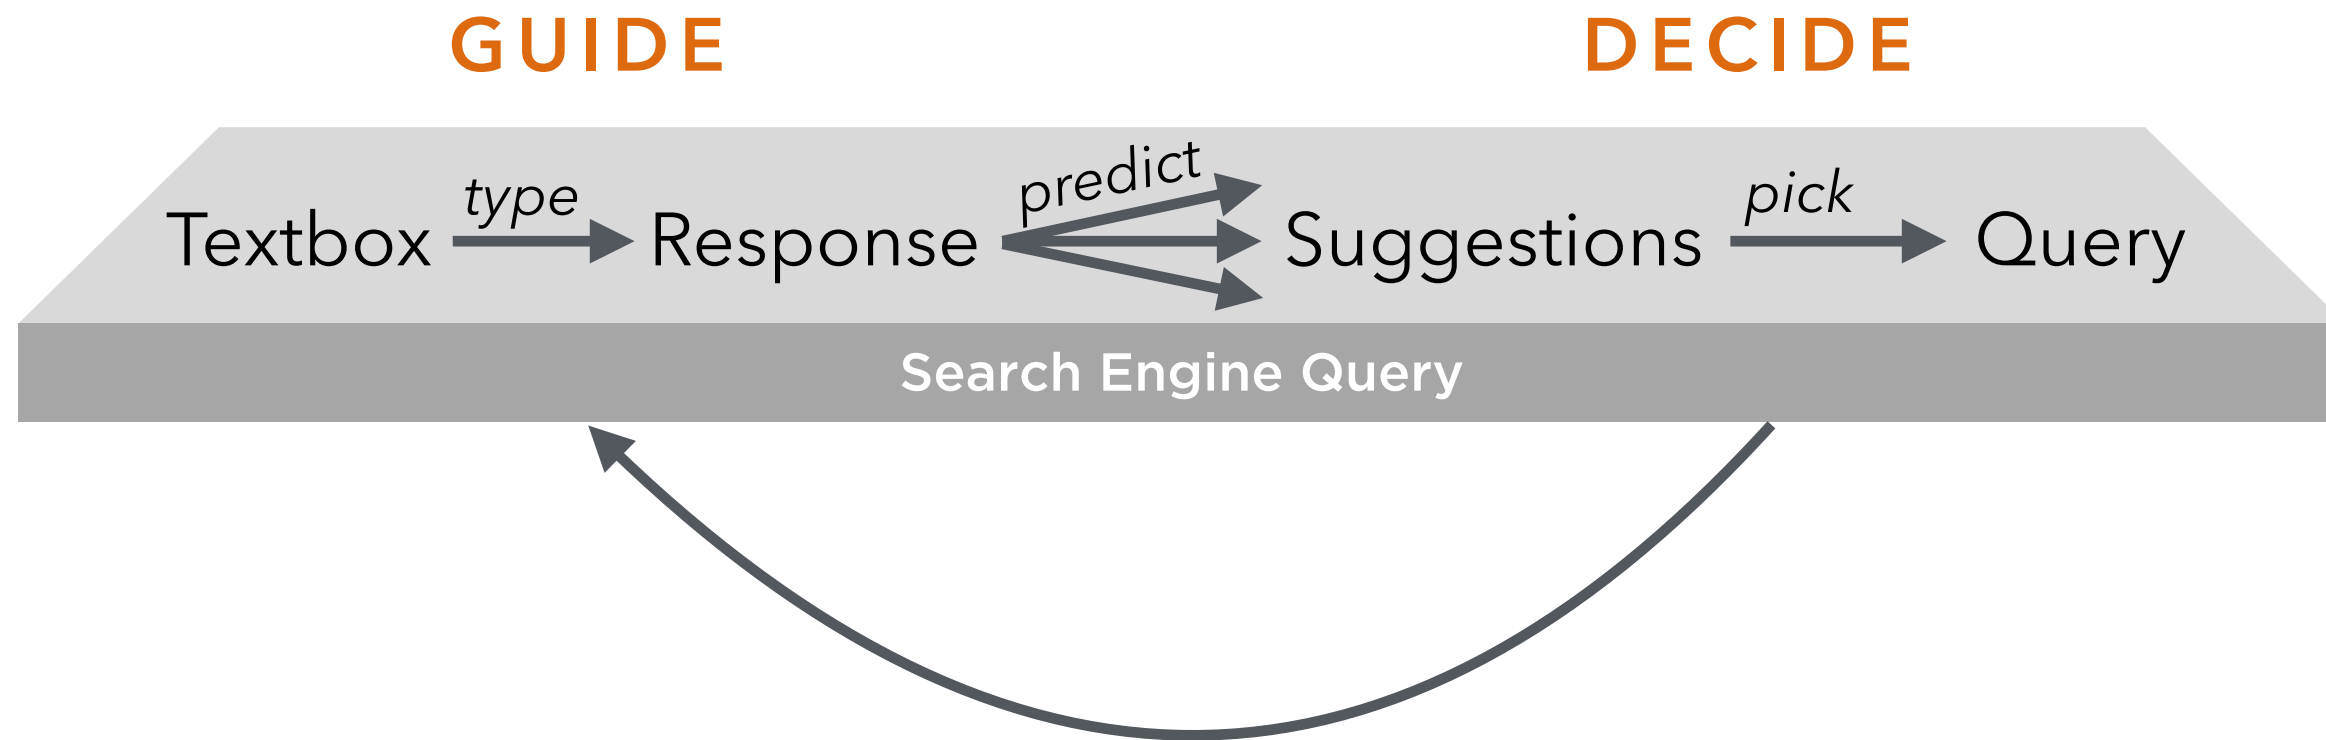 GUIDE DECIDE
type predict pick
Textbox Response Suggestions Query
Search Engine Query